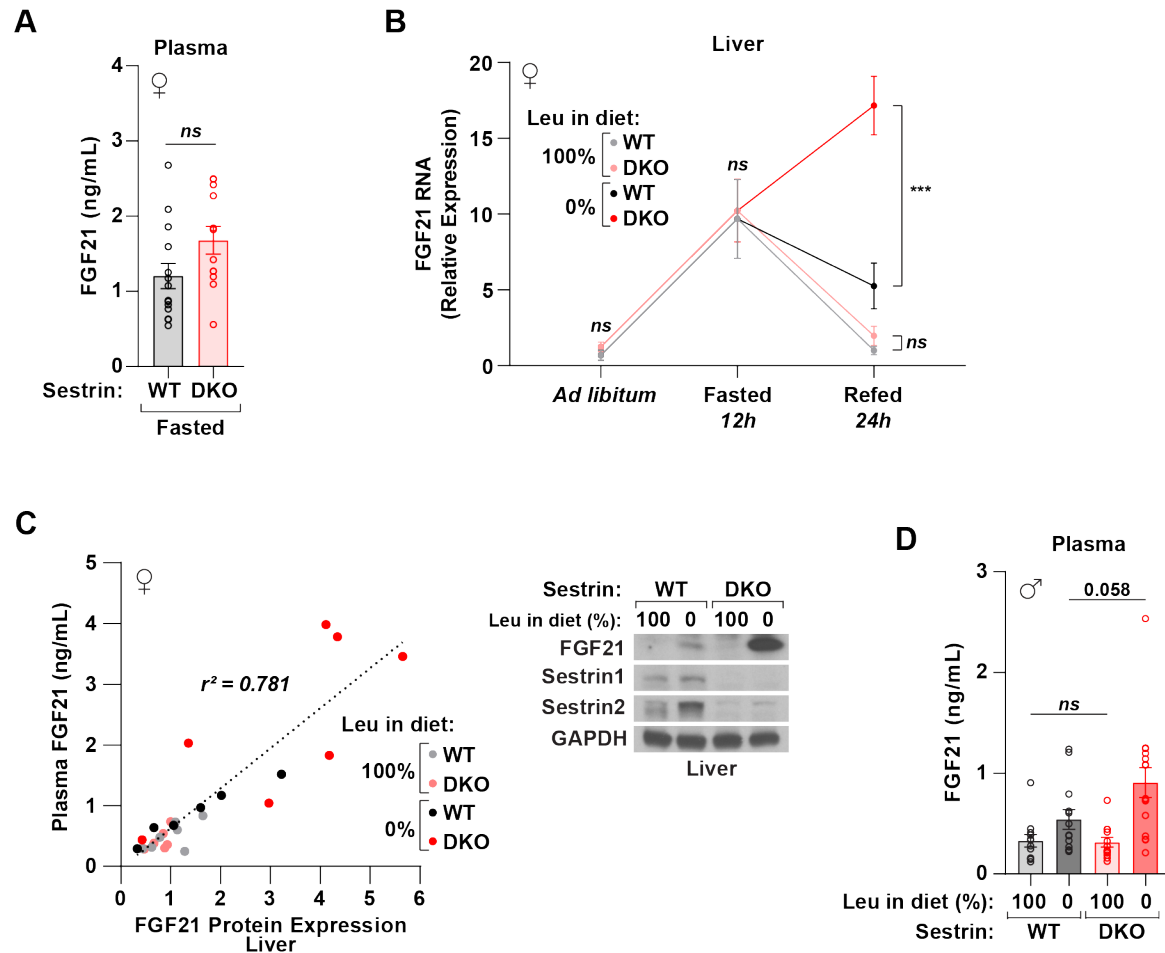 A
Plasma
♀
4
3
2
1
0
FGF21 (ng/mL)
ns
Sestrin: WT DKO
Fasted
B
Liver
♀
20
15
10
5
0
FGF21 RNA
(Relative Expression)
Leu in diet:
100%
WT
DKO
0%
WT
DKO
ns
ns
***
ns
Ad libitum
Fasted
12h
Refed
24h
C
♀
5
4
3
2
1
0
Plasma FGF21 (ng/mL)
r² = 0.781
Leu in diet:
100%
WT
DKO
0%
WT
DKO
0 1 2 3 4 5 6
FGF21 Protein Expression
Liver
Sestrin: WT DKO
Leu in diet (%): 100 0 100 0
FGF21
Sestrin1
Sestrin2
GAPDH
Liver
D
Plasma
♂
3
2
1
0
FGF21 (ng/mL)
0.058
ns
Leu in diet (%): 100 0 100 0
Sestrin: WT DKO